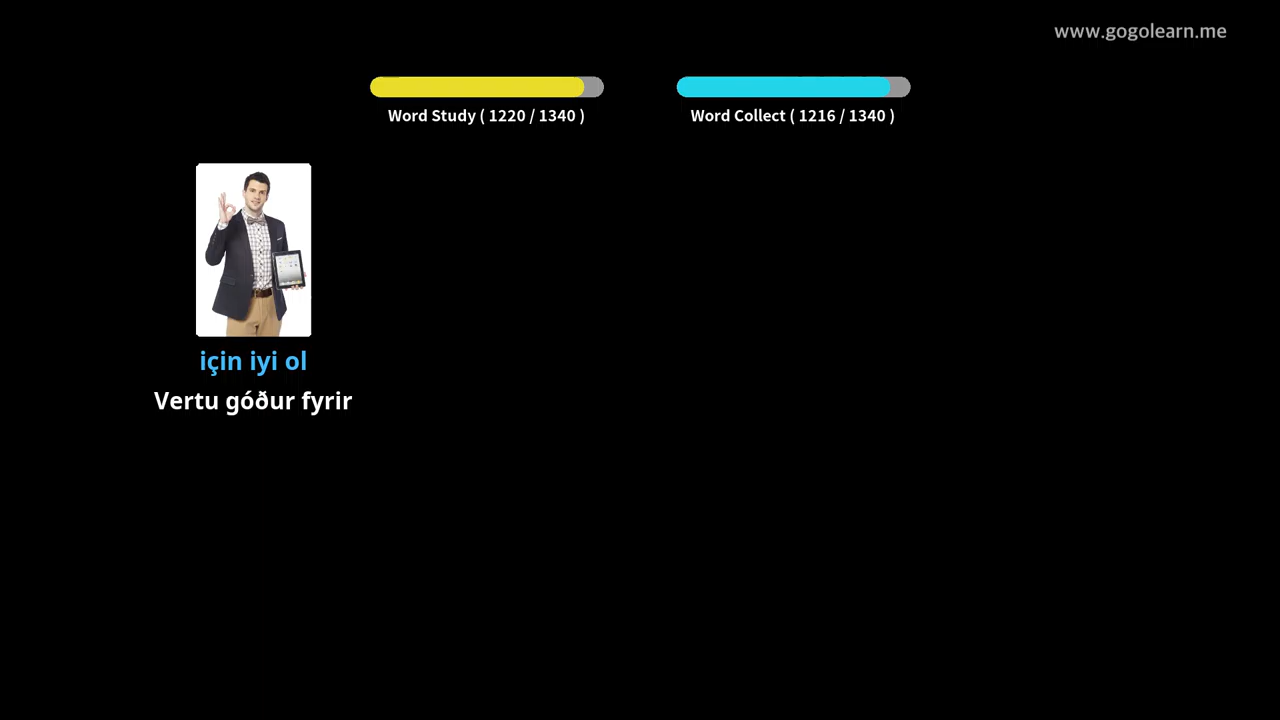 www.gogolearn.me
Word Study ( 1220 / 1340 )
Word Collect ( 1216 / 1340 )
için iyi ol
Vertu góður fyrir